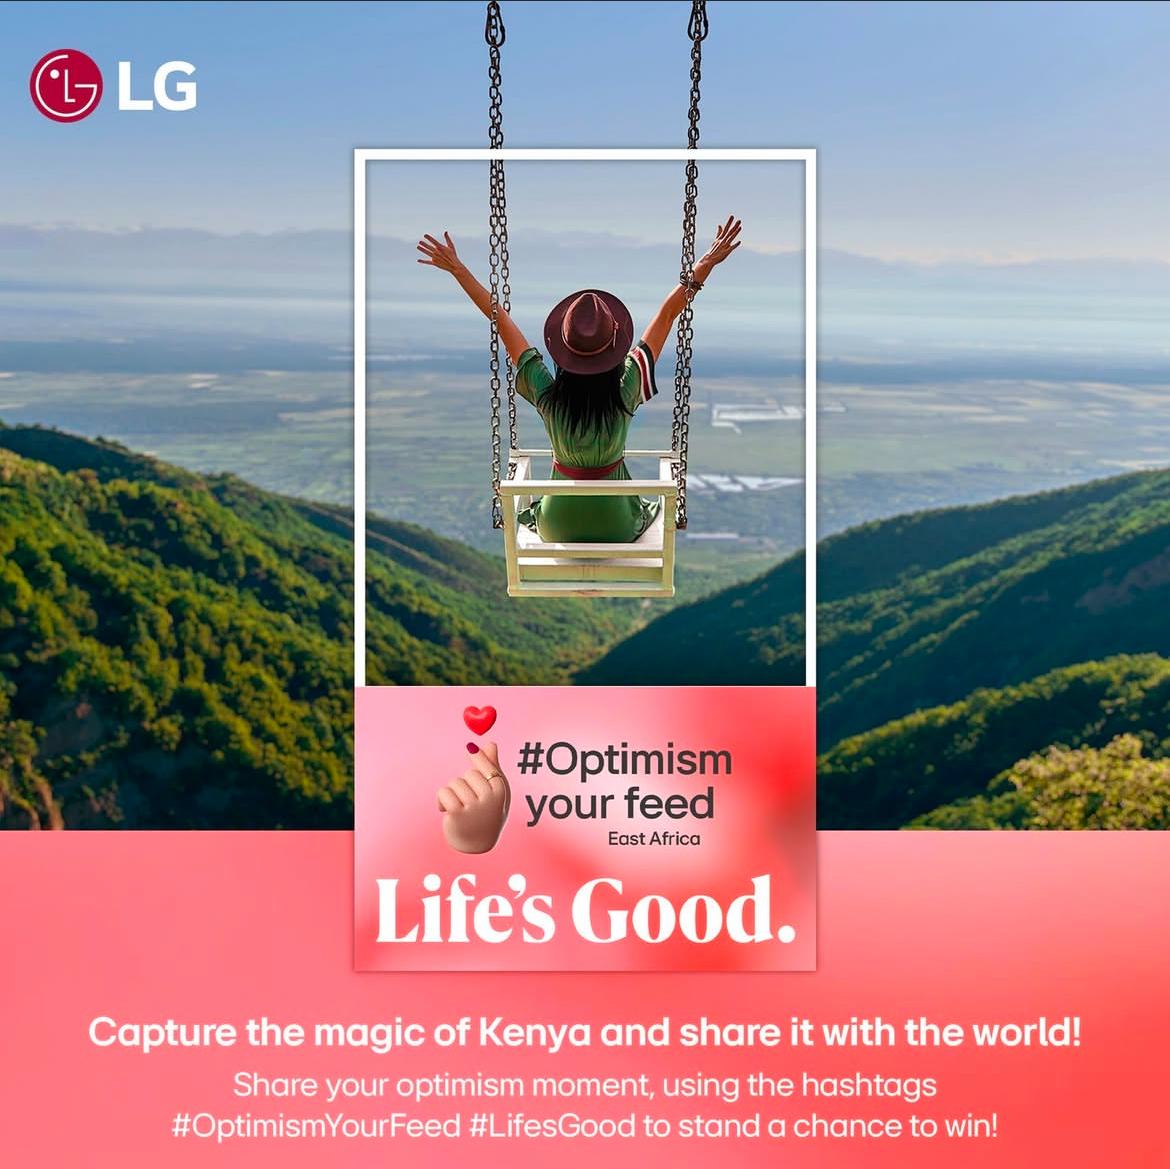 LG
#Optimism
your feed
East Africa
Life's Good.
Capture the magic of Kenya and share it with the world!
Share your optimism moment, using the hashtags
#OptimismYourFeed #LifesGood to stand a chance to win!